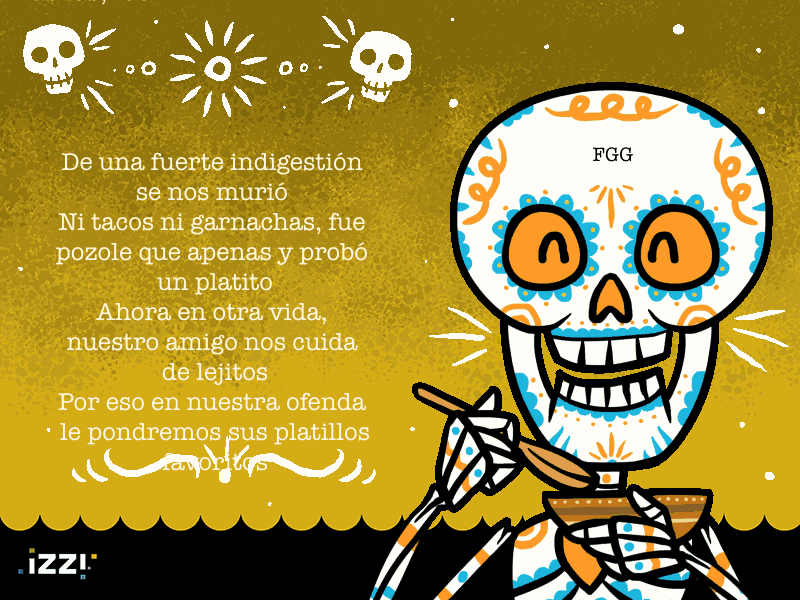 De una fuerte indigestión
se nos murió
Ni tacos ni garnachas, fue
pozole que apenas y probó
un platito
Ahora en otra vida,
nuestro amigo nos cuida
de lejitos
Por eso en nuestra ofenda
le pondremos sus platillos
favoritos
FGG
izzi